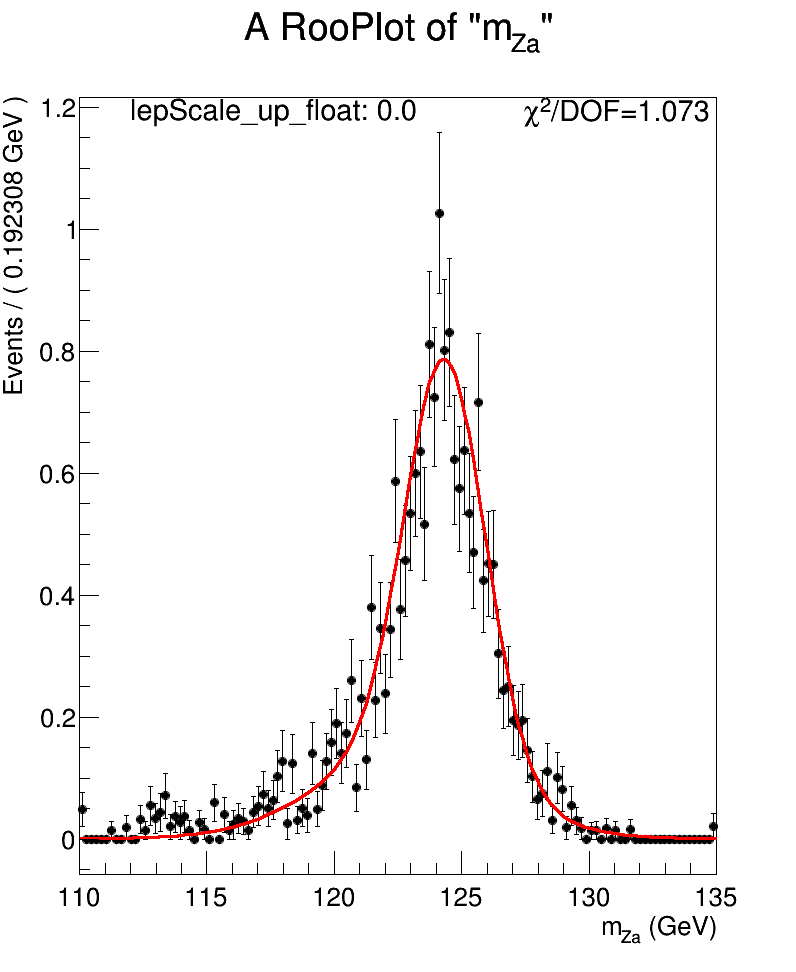 A RooPlot of "m_Za"
lepScale_up_float: 0.0
χ²/DOF=1.073
Events / ( 0.192308 GeV )
1.2
1
0.8
0.6
0.4
0.2
0
110 115 120 125 130 135
m_Za (GeV)